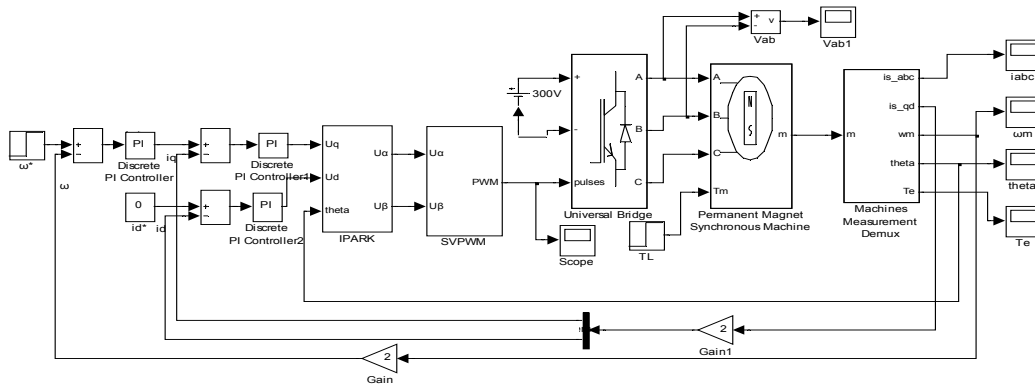 +
-
v
Vab
Vab1
ω*
+
-
ω
PI
Discrete
PI Controller
iq
+
-
PI
Discrete
PI Controller1
0
id*
id
+
-
PI
Discrete
PI Controller2
Uq
Ud
theta
Uα
Uβ
IPARK
Uα
Uβ
PWM
SVPWM
Scope
+
300V
+
-
pulses
A
B
C
Universal Bridge
TL
A
B
C
Tm
N
S
m
Permanent Magnet
Synchronous Machine
m
is_abc
is_qd
wm
theta
Te
Machines
Measurement
Demux
iabc
ωm
theta
Te
2
Gain1
2
Gain